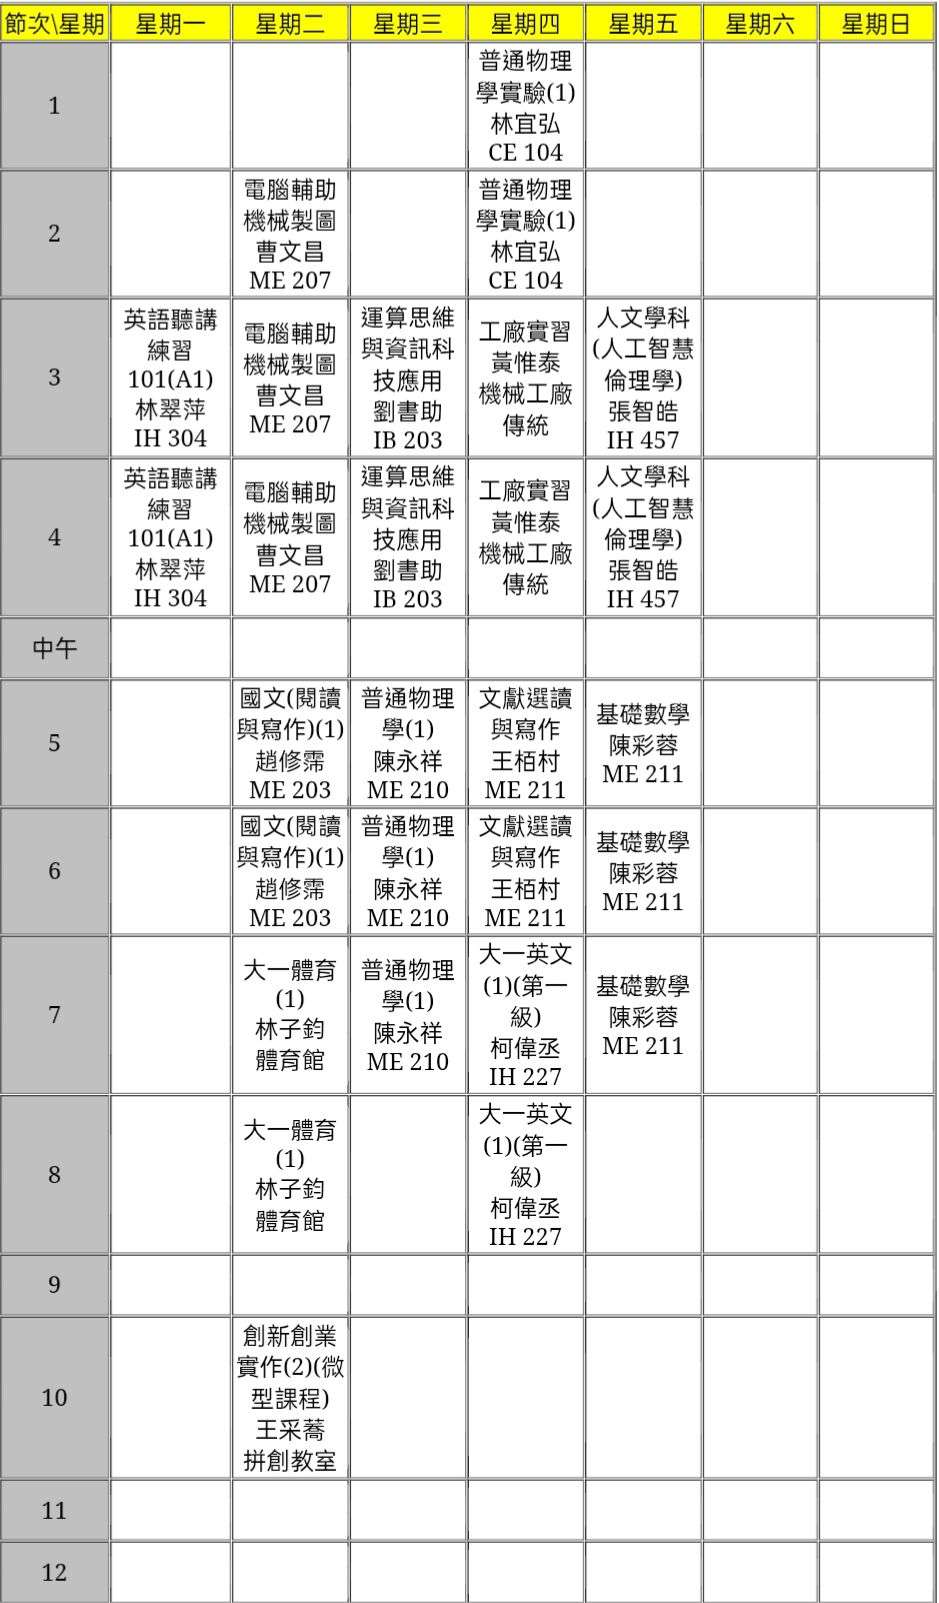 節次\星期
星期一
星期二
星期三
星期四
星期五
星期六
星期日
1
普通物理
學實驗(1)
林宜弘
CE 104
2
電腦輔助
機械製圖
曹文昌
ME 207
普通物理
學實驗(1)
林宜弘
CE 104
3
英語聽講
練習
101(A1)
林翠萍
IH 304
電腦輔助
機械製圖
曹文昌
ME 207
運算思維
與資訊科
技應用
劉書助
IB 203
工廠實習
黃惟泰
機械工廠
傳統
人文學科
(人工智慧
倫理學)
張智皓
IH 457
4
英語聽講
練習
101(A1)
林翠萍
IH 304
電腦輔助
機械製圖
曹文昌
ME 207
運算思維
與資訊科
技應用
劉書助
IB 203
工廠實習
黃惟泰
機械工廠
傳統
人文學科
(人工智慧
倫理學)
張智皓
IH 457
中午
5
國文(閱讀
與寫作)(1)
趙修霈
ME 203
普通物理
學(1)
陳永祥
ME 210
文獻選讀
與寫作
王栢村
ME 211
基礎數學
陳彩蓉
ME 211
6
國文(閱讀
與寫作)(1)
趙修霈
ME 203
普通物理
學(1)
陳永祥
ME 210
文獻選讀
與寫作
王栢村
ME 211
基礎數學
陳彩蓉
ME 211
7
大一體育
(1)
林子鈞
體育館
普通物理
學(1)
陳永祥
ME 210
大一英文
(1)(第一
級)
柯偉丞
IH 227
基礎數學
陳彩蓉
ME 211
8
大一體育
(1)
林子鈞
體育館
大一英文
(1)(第一
級)
柯偉丞
IH 227
9
10
創新創業
實作(2)(微
型課程)
王采蕎
拼創教室
11
12